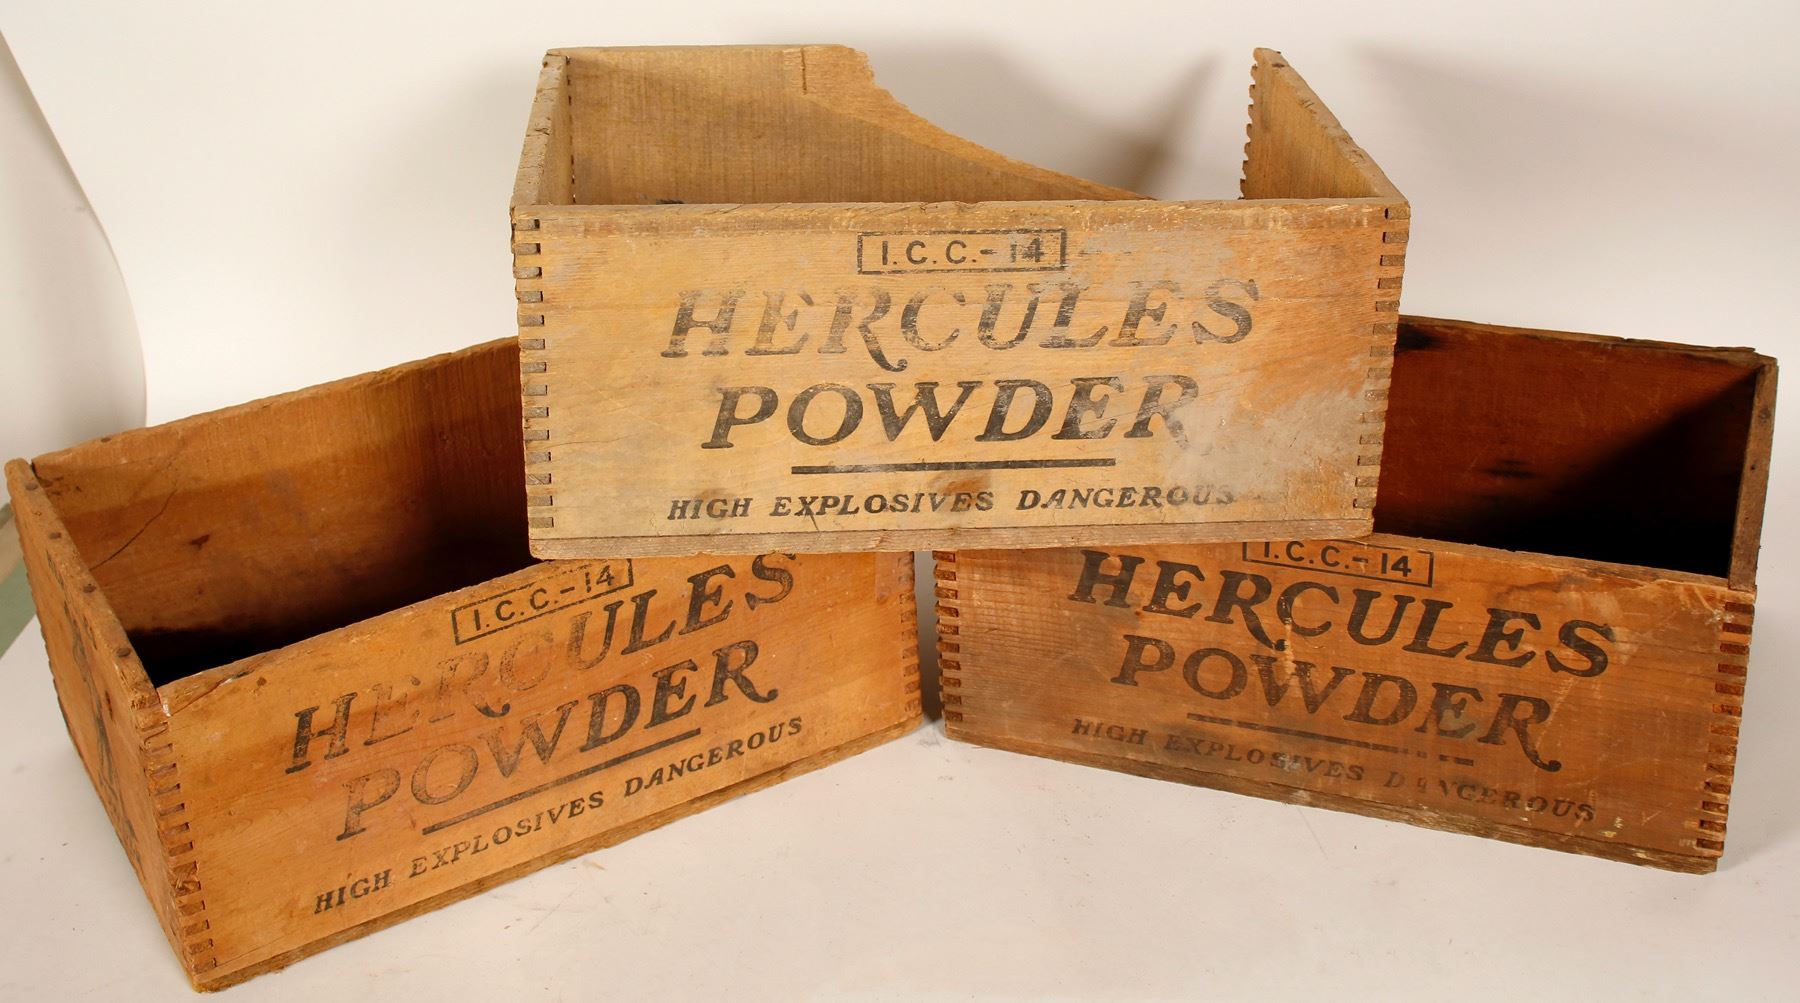 I.C.C.-14
HERCULES
POWDER
HIGH EXPLOSIVES DANGEROUS
I.C.C.-14
HERCULES
POWDER
HIGH EXPLOSIVES DANGEROUS
I.C.C.-14
HERCULES
POWDER
HIGH EXPLOSIVES DANGEROUS